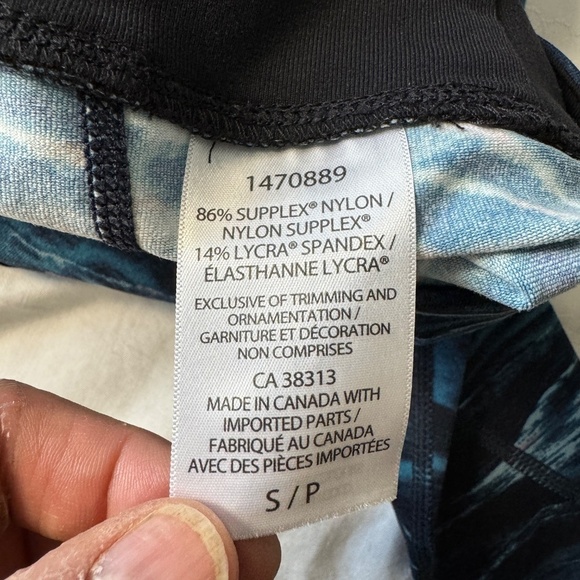 1470889
86% SUPPLEX® NYLON /
NYLON SUPPLEX®
14% LYCRA® SPANDEX /
ÉLASTHANNE LYCRA®
EXCLUSIVE OF TRIMMING AND
ORNAMENTATION /
GARNITURE ET DÉCORATION
NON COMPRISES
CA 38313
MADE IN CANADA WITH
IMPORTED PARTS /
FABRIQUÉ AU CANADA
AVEC DES PIÈCES IMPORTÉES
S / P